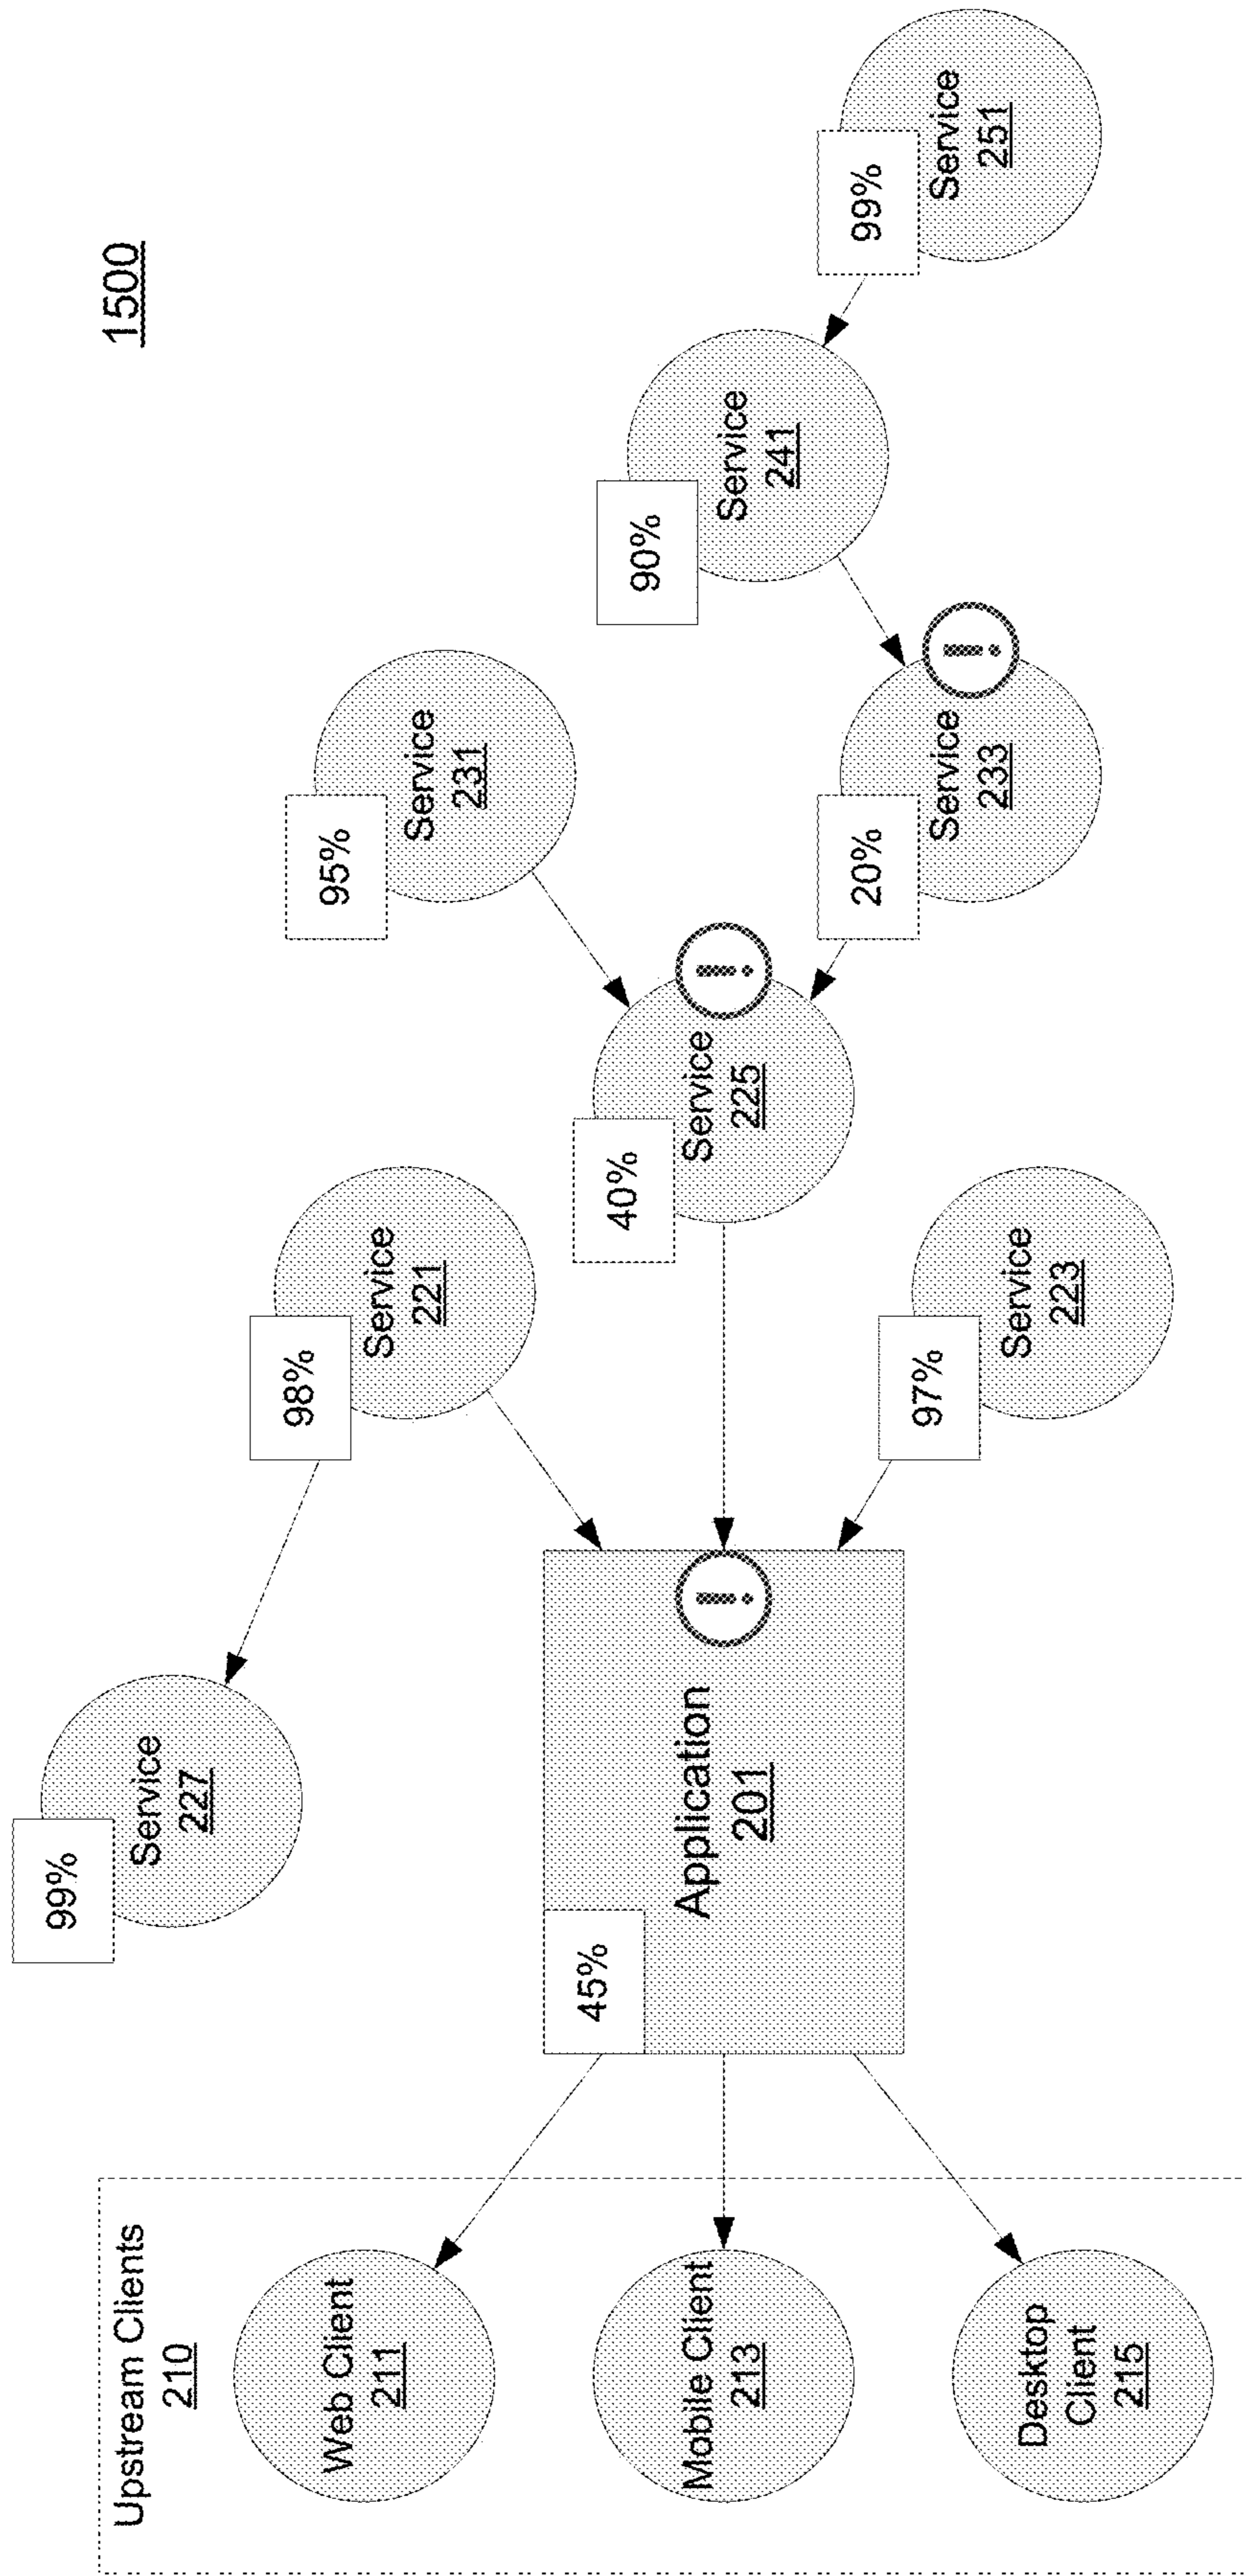 1500
Upstream Clients
210
Web Client
211
Mobile Client
213
Desktop
Client
215
99%
Service
227
45%
Application
201
i
98%
Service
221
40%
Service
225
i
97%
Service
223
95%
Service
231
20%
Service
233
i
90%
Service
241
99%
Service
251